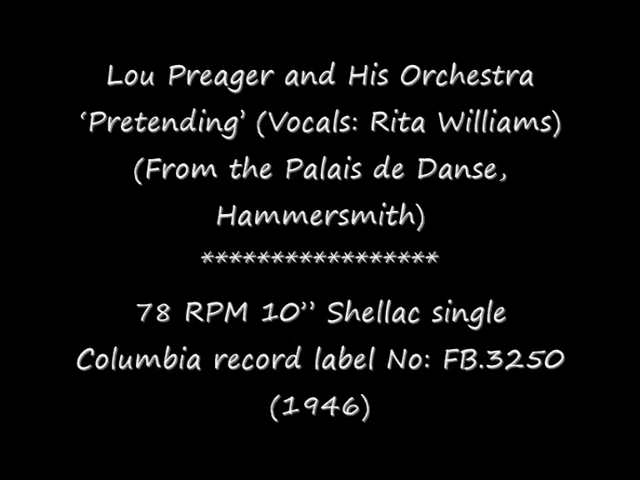 Lou Preager and His Orchestra
‘Pretending’ (Vocals: Rita Williams)
(From the Palais de Danse,
Hammersmith)
*****************
78 RPM 10” Shellac single
Columbia record label No: FB.3250
(1946)